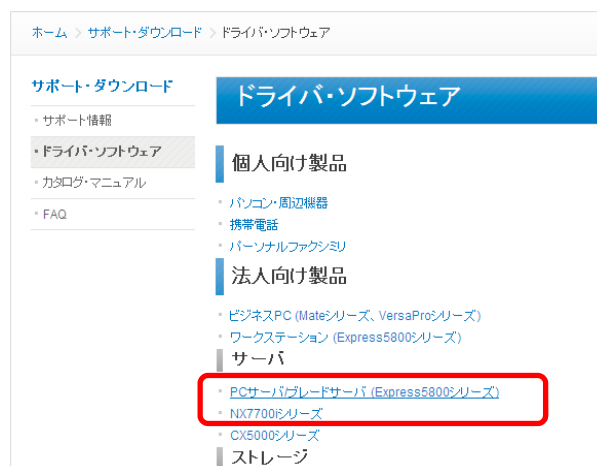 ホーム > サポート・ダウンロード > ドライバ・ソフトウェア
サポート・ダウンロード
サポート情報
ドライバ・ソフトウェア
カタログ・マニュアル
FAQ
ドライバ・ソフトウェア
個人向け製品
パソコン・周辺機器
携帯電話
パーソナルファクシミリ
法人向け製品
ビジネスPC (Mateシリーズ、VersaProシリーズ)
ワークステーション (Express5800シリーズ)
サーバ
PCサーバ/ブレードサーバ (Express5800シリーズ)
NX7700iシリーズ
CX5000シリーズ
ストレージ